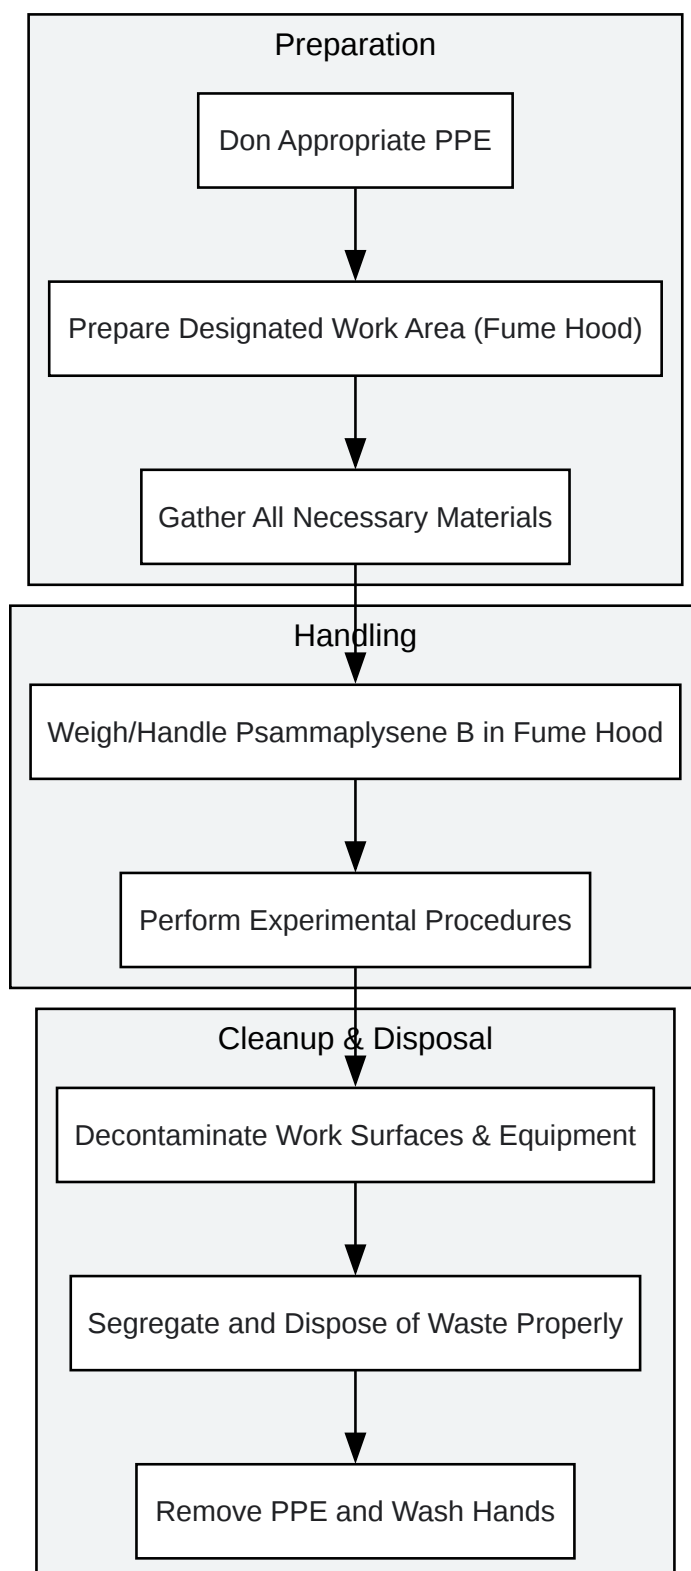 Preparation
Don Appropriate PPE
Prepare Designated Work Area (Fume Hood)
Gather All Necessary Materials
Handling
Weigh/Handle Psammaplysene B in Fume Hood
Perform Experimental Procedures
Cleanup & Disposal
Decontaminate Work Surfaces & Equipment
Segregate and Dispose of Waste Properly
Remove PPE and Wash Hands